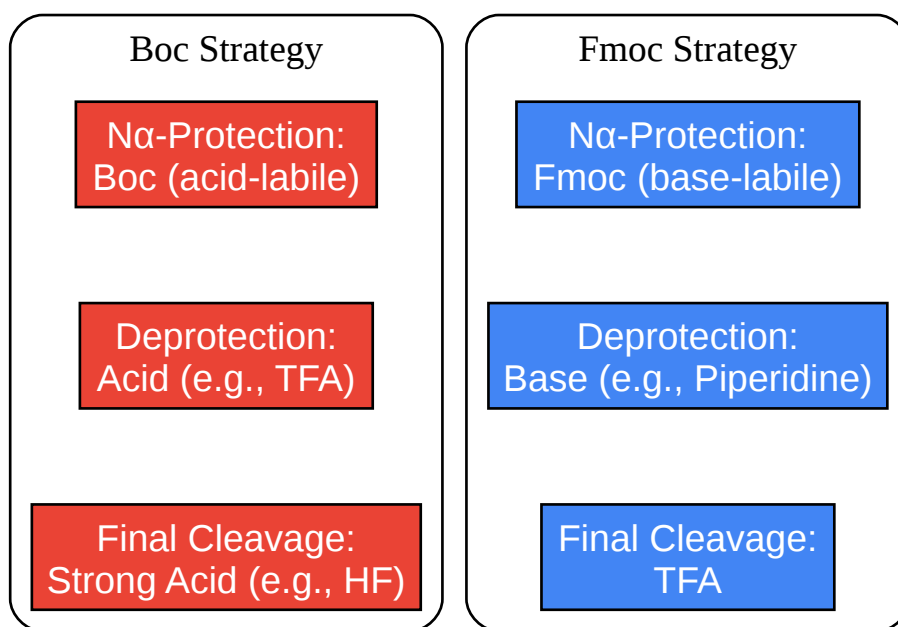 Boc Strategy
Nα-Protection:
Boc (acid-labile)
Deprotection:
Acid (e.g., TFA)
Final Cleavage:
Strong Acid (e.g., HF)
Fmoc Strategy
Nα-Protection:
Fmoc (base-labile)
Deprotection:
Base (e.g., Piperidine)
Final Cleavage:
TFA